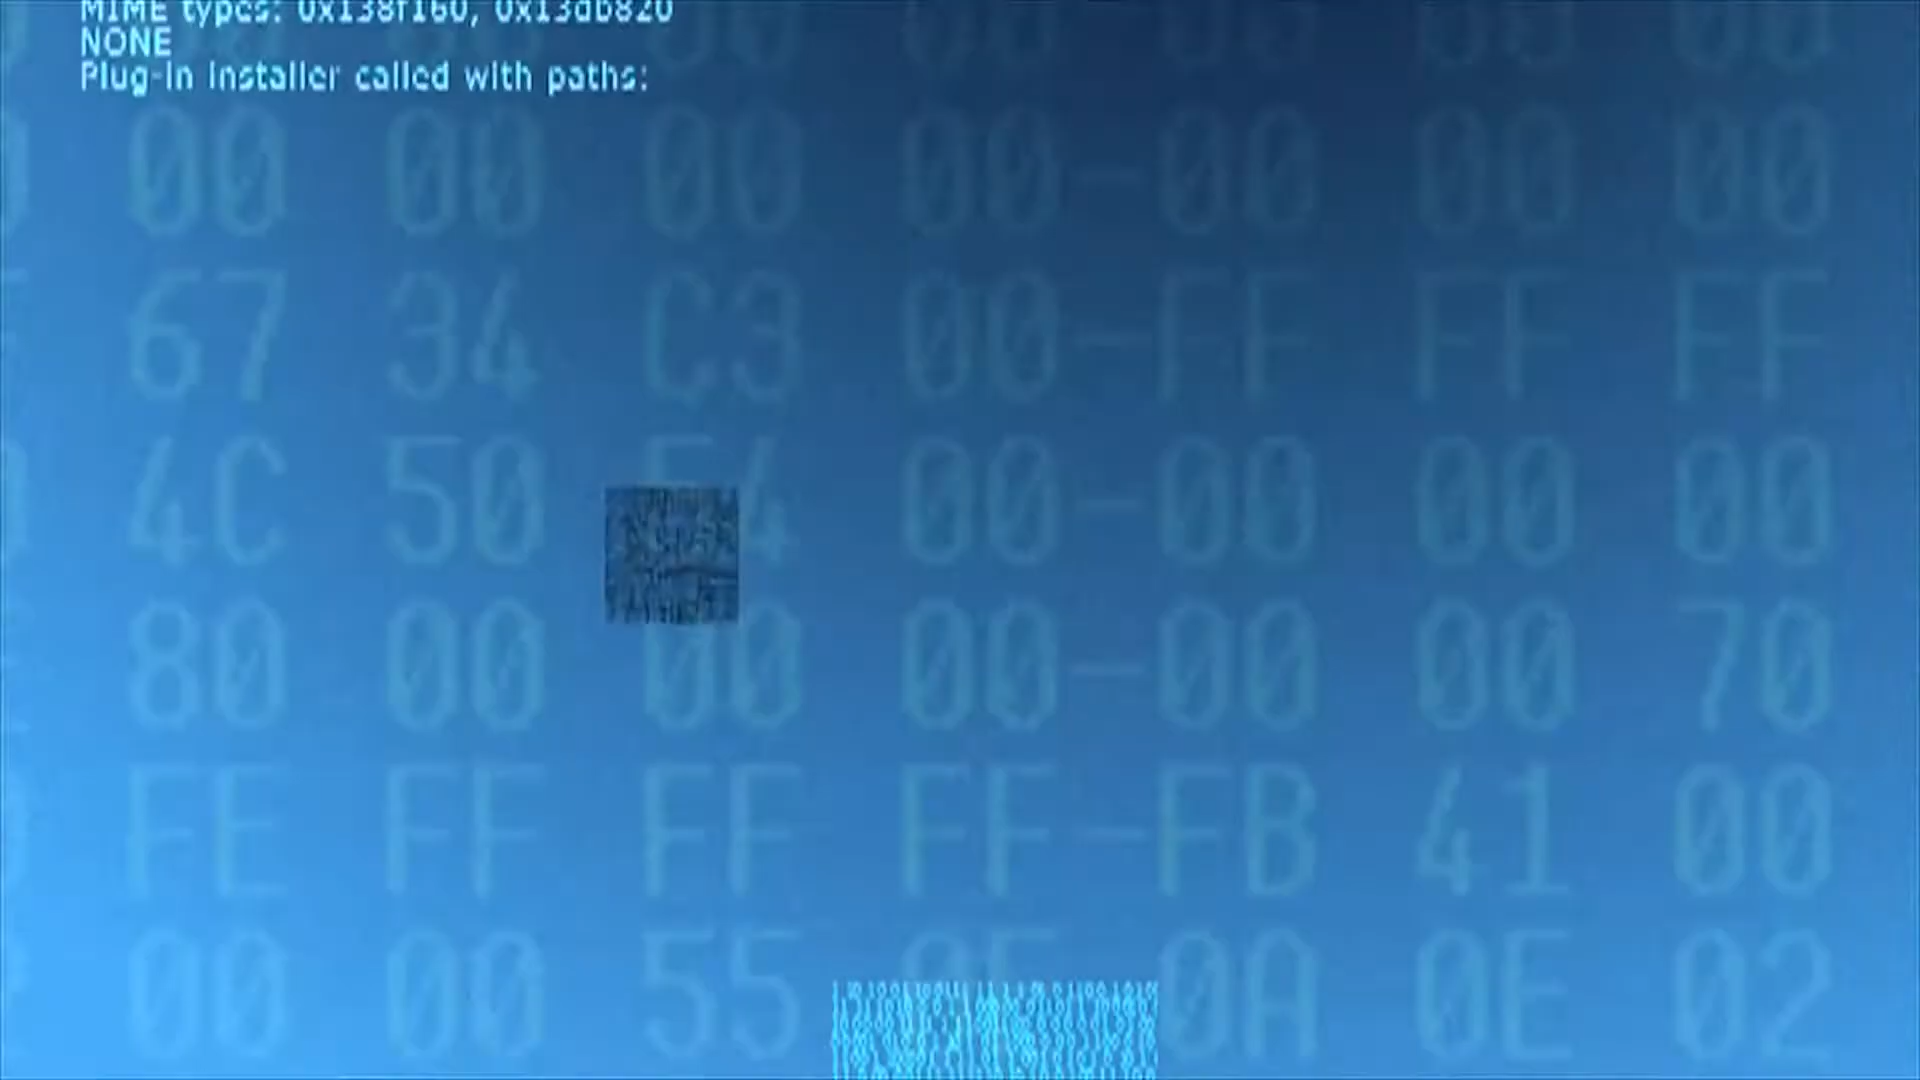 MIME types: 0x138f160, 0x13db820
NONE
Plug-in installer called with paths:
00 00 00 00-00 00 00
67 34 C3 00-FF FF FF
4C 50 54 00-00 00 00
80 00 00 00-00 00 70
FE FF FF FF-FB 41 00
00 00 55 0A 0E 02